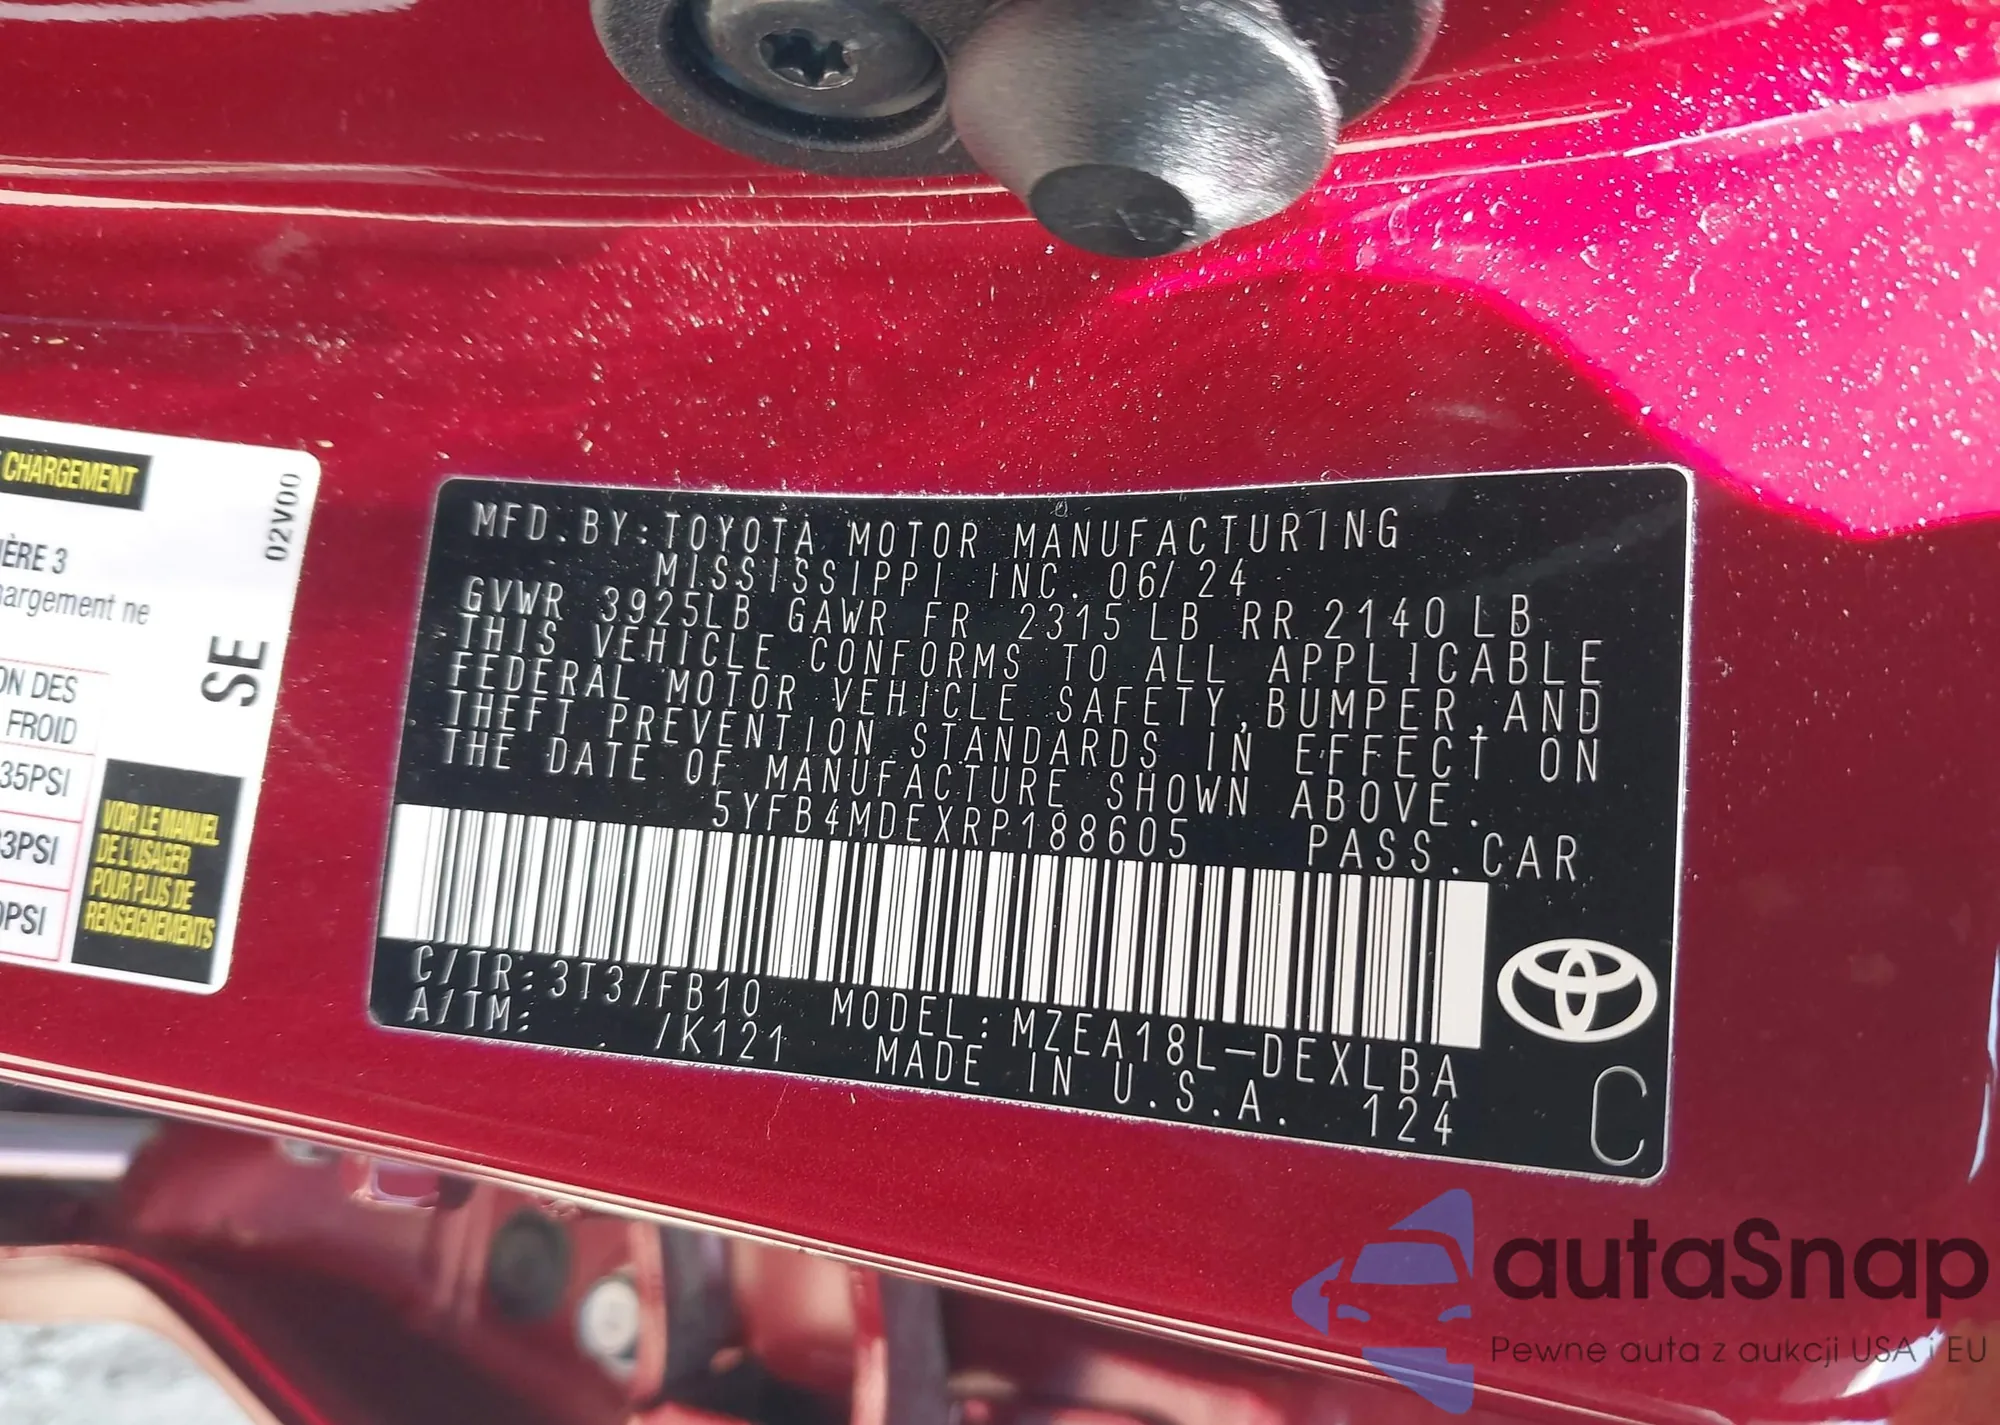 CHARGEMENT
02V00
ÈRE 3
argement ne
SE
ON DES
FROID
35PSI
3PSI
PSI
VOIR LE MANUEL
DE L'USAGER
POUR PLUS DE
RENSEIGNEMENTS
MFD.BY:TOYOTA MOTOR MANUFACTURING
MISSISSIPPI INC. 06/24
GVWR 3925LB GAWR FR 2315LB RR 2140LB
THIS VEHICLE CONFORMS TO ALL APPLICABLE
FEDERAL MOTOR VEHICLE SAFETY,BUMPER,AND
THEFT PREVENTION STANDARDS IN EFFECT ON
THE DATE OF MANUFACTURE SHOWN ABOVE.
5YFB4MDEXRP188605 PASS.CAR
C/TR:3T3/FB10 MODEL:MZEA18L-DEXLBA
A/TM: /K121 MADE IN U.S.A. 124
C
autaSnap
Pewne auta z aukcji USA i EU